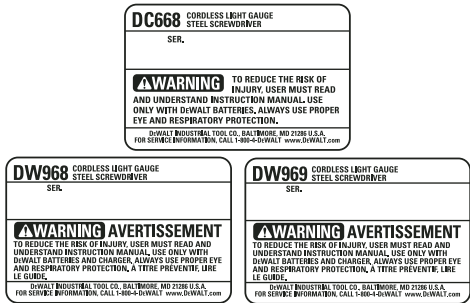 DC668 CORDLESS LIGHT GAUGE
STEEL SCREWDRIVER
SER.
WARNING TO REDUCE THE RISK OF
INJURY, USER MUST READ
AND UNDERSTAND INSTRUCTION MANUAL. USE
ONLY WITH DEWALT BATTERIES. ALWAYS USE PROPER
EYE AND RESPIRATORY PROTECTION.
DEWALT INDUSTRIAL TOOL CO., BALTIMORE, MD 21286 U.S.A.
FOR SERVICE INFORMATION, CALL 1-800-4-DEWALT www.DEWALT.com
DW968 CORDLESS LIGHT GAUGE
STEEL SCREWDRIVER
SER.
WARNING AVERTISSEMENT
TO REDUCE THE RISK OF INJURY, USER MUST READ AND
UNDERSTAND INSTRUCTION MANUAL. USE ONLY WITH
DEWALT BATTERIES AND CHARGER, ALWAYS USE PROPER EYE
AND RESPIRATORY PROTECTION. A TITRE PRÉVENTIF, LIRE
LE GUIDE.
DEWALT INDUSTRIAL TOOL CO., BALTIMORE, MD 21286 U.S.A.
FOR SERVICE INFORMATION, CALL 1-800-4-DEWALT www.DEWALT.com
DW969 CORDLESS LIGHT GAUGE
STEEL SCREWDRIVER
SER.
WARNING AVERTISSEMENT
TO REDUCE THE RISK OF INJURY, USER MUST READ AND
UNDERSTAND INSTRUCTION MANUAL. USE ONLY WITH
DEWALT BATTERIES AND CHARGER, ALWAYS USE PROPER EYE
AND RESPIRATORY PROTECTION. A TITRE PRÉVENTIF, LIRE
LE GUIDE.
DEWALT INDUSTRIAL TOOL CO., BALTIMORE, MD 21286 U.S.A.
FOR SERVICE INFORMATION, CALL 1-800-4-DEWALT www.DEWALT.com